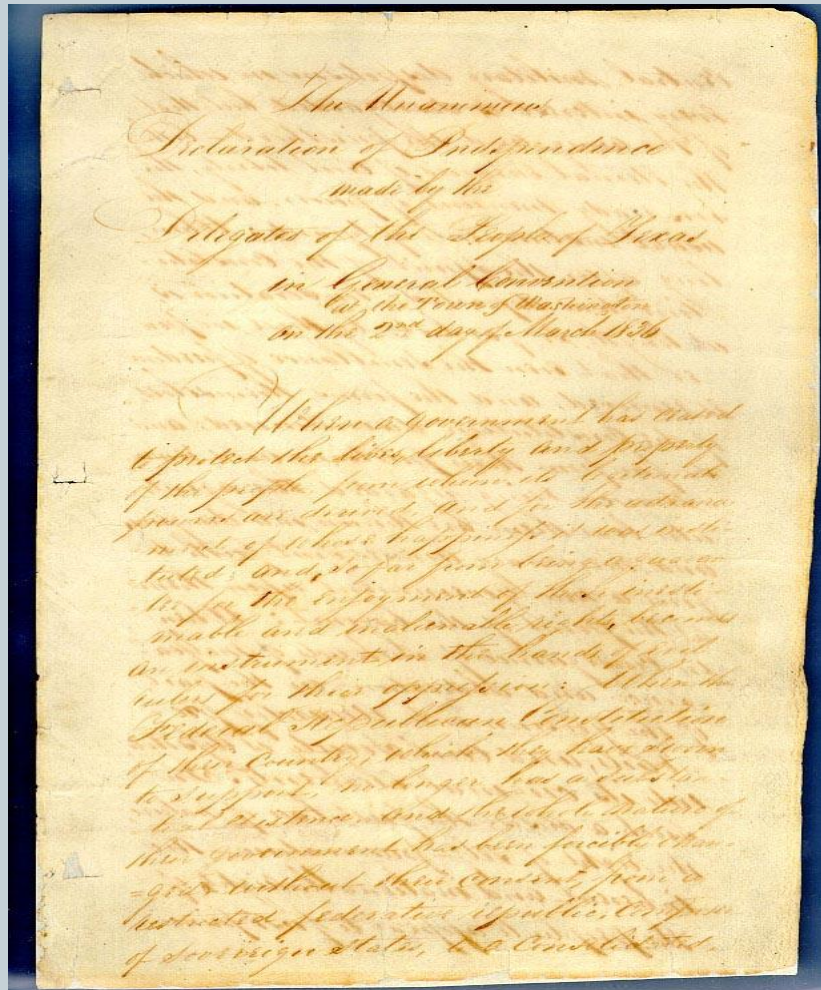 The Unanimous
Declaration of Independence
made by the
Delegates of the People of Texas
in General Convention
at the Town of Washington
on the 2nd day of March 1836
When a government has ceased
to protect the lives, liberty and property
of the people from whom its legitimate
powers are derived, and for the advance-
ment of whose happiness it was insti-
tuted; and, so far from being a guaran-
tee for the enjoyment of those inesti-
mable and inalienable rights, becomes
an instrument in the hands of evil
rulers for their oppression: When the
Federal Republican Constitution
of their country, which they have sworn
to support, no longer has a substan-
tial existence, and the whole nature of
their government has been forcibly chan-
=ged without their consent, from a
restricted federative republic, composed
of sovereign states, to a consolidated